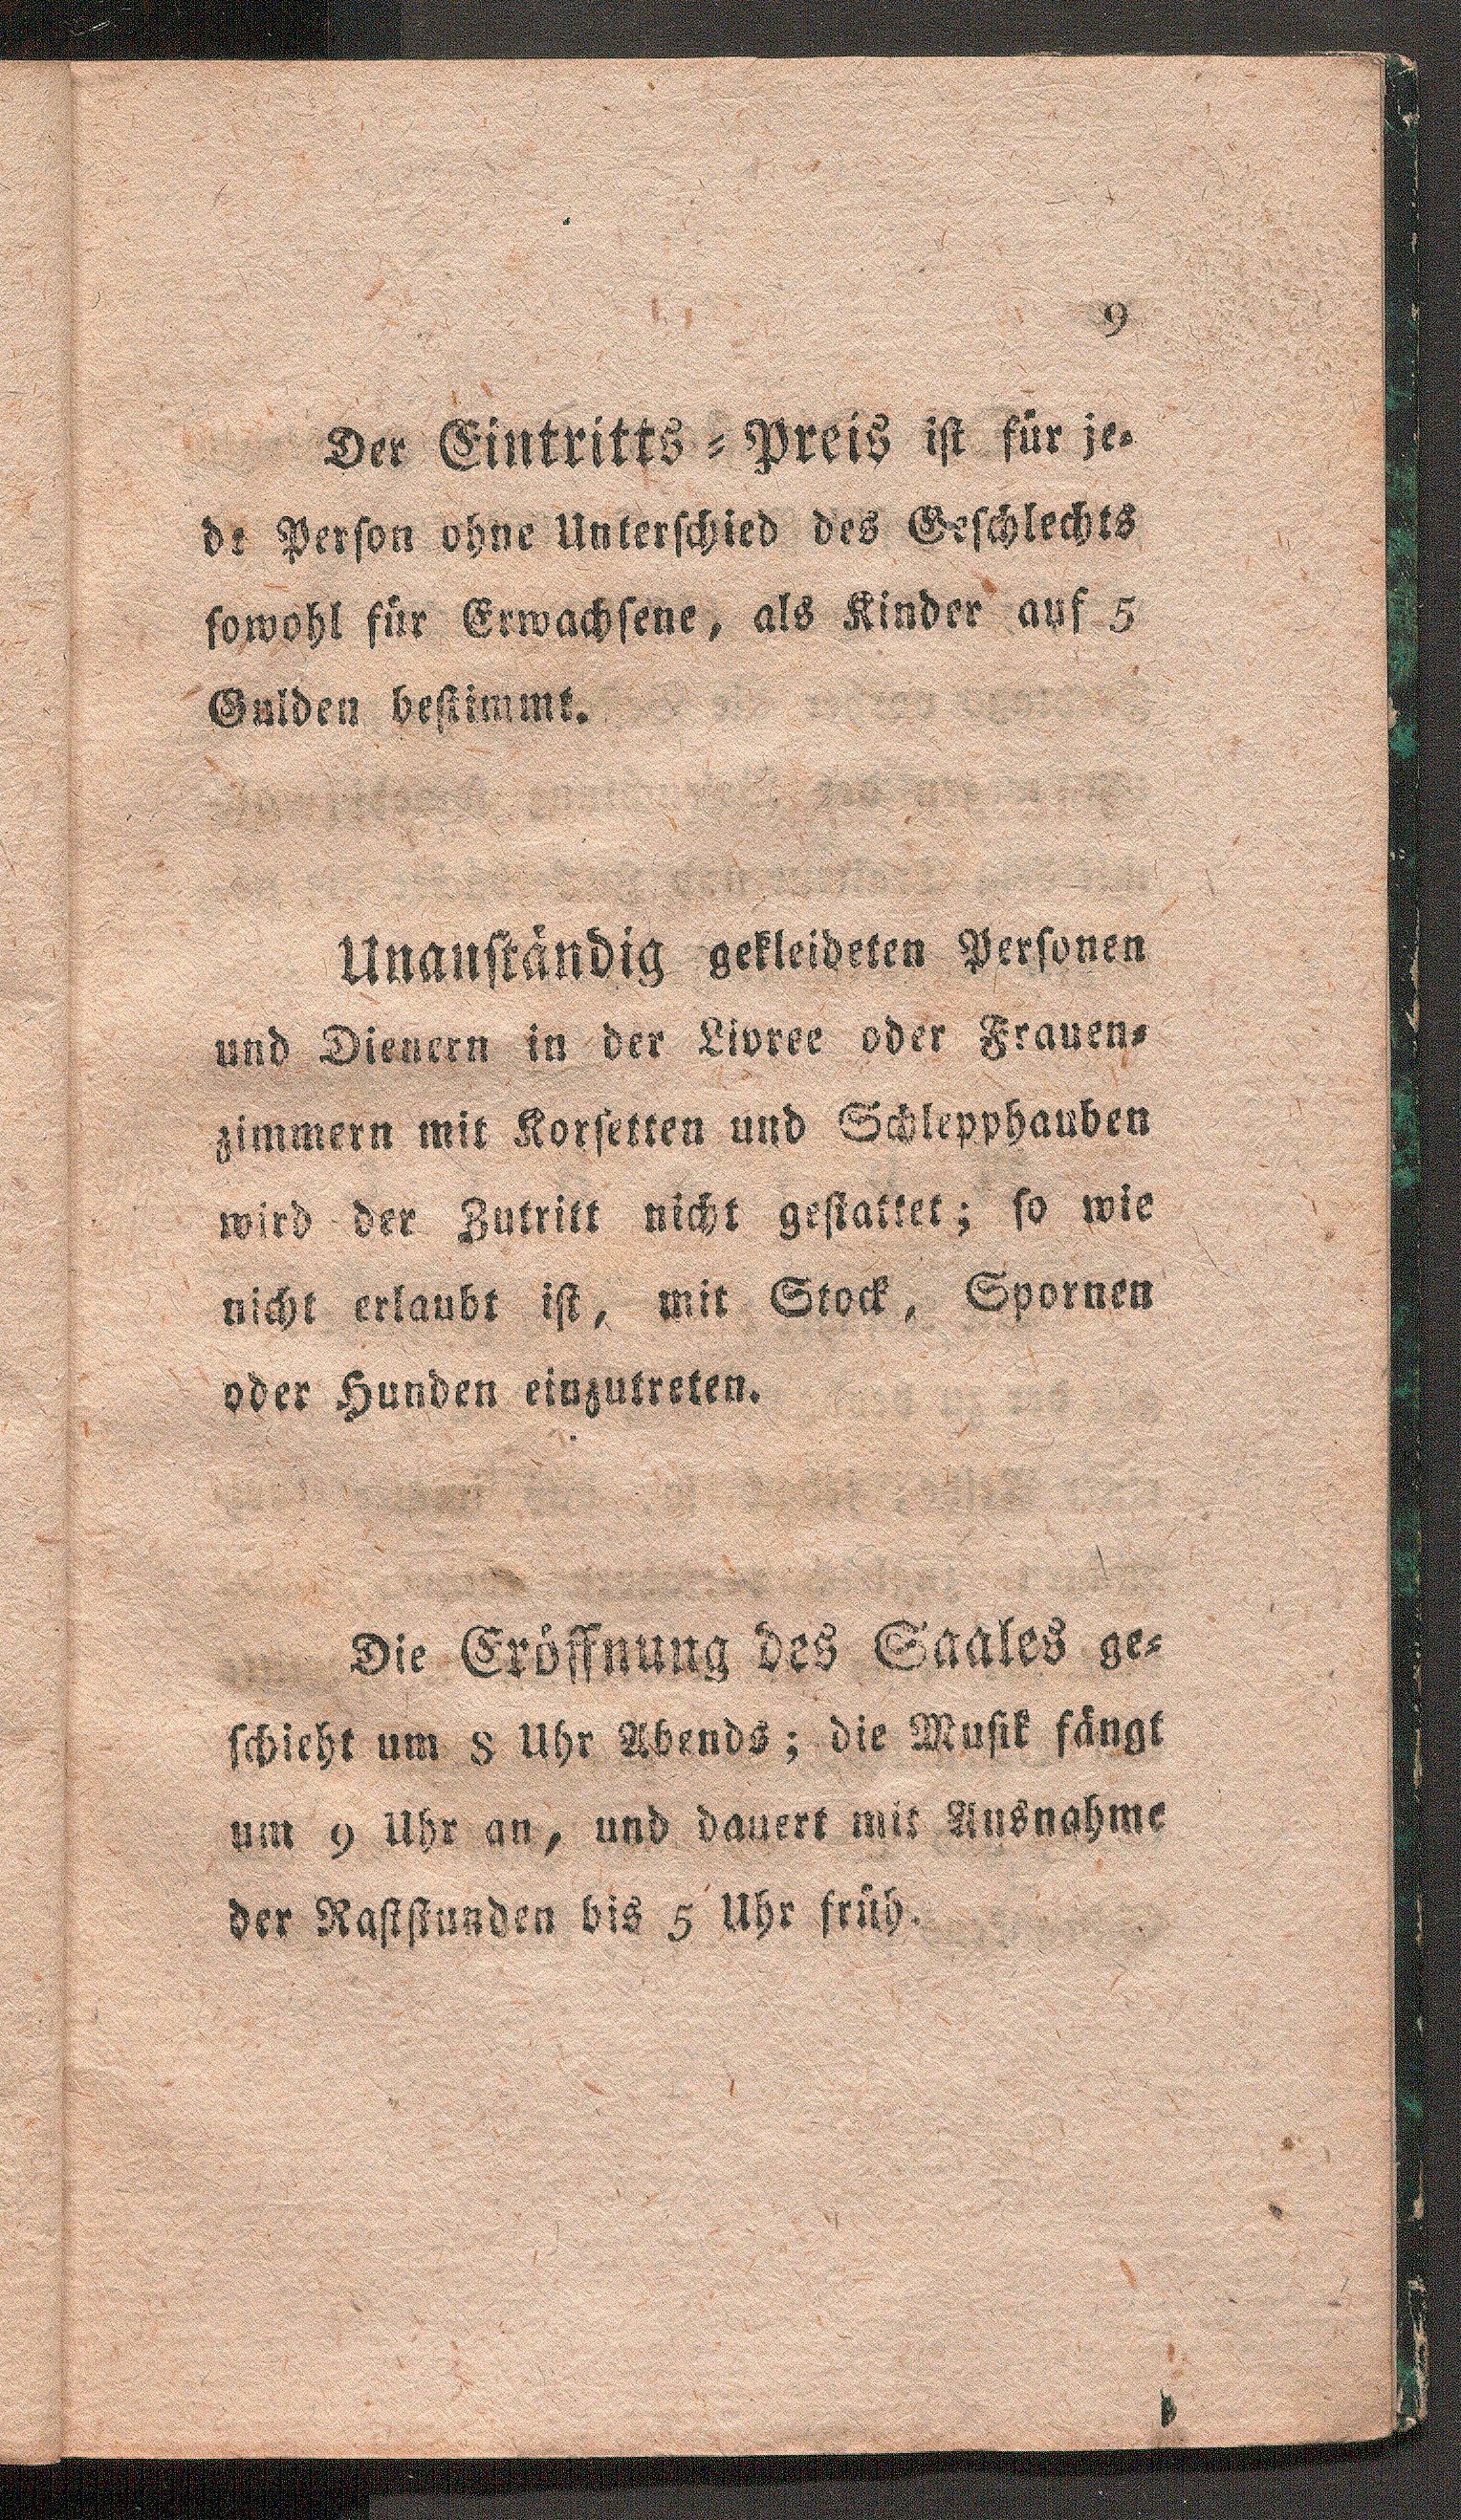 9
Der Eintritts-Preis ist für je-
de Person ohne Unterschied des Geschlechts
sowohl für Erwachsene, als Kinder auf 5
Gulden bestimmt.
Unanständig gekleideten Personen
und Dienern in der Livree oder Frauen-
zimmern mit Korsetten und Schlepphauben
wird der Zutritt nicht gestattet; so wie
nicht erlaubt ist, mit Stock, Spornen
oder Hunden einzutreten.
Die Eröffnung des Saales ge-
schieht um 8 Uhr Abends; die Musik fängt
um 9 Uhr an, und dauert mit Ausnahme
der Raststunden bis 5 Uhr früh.